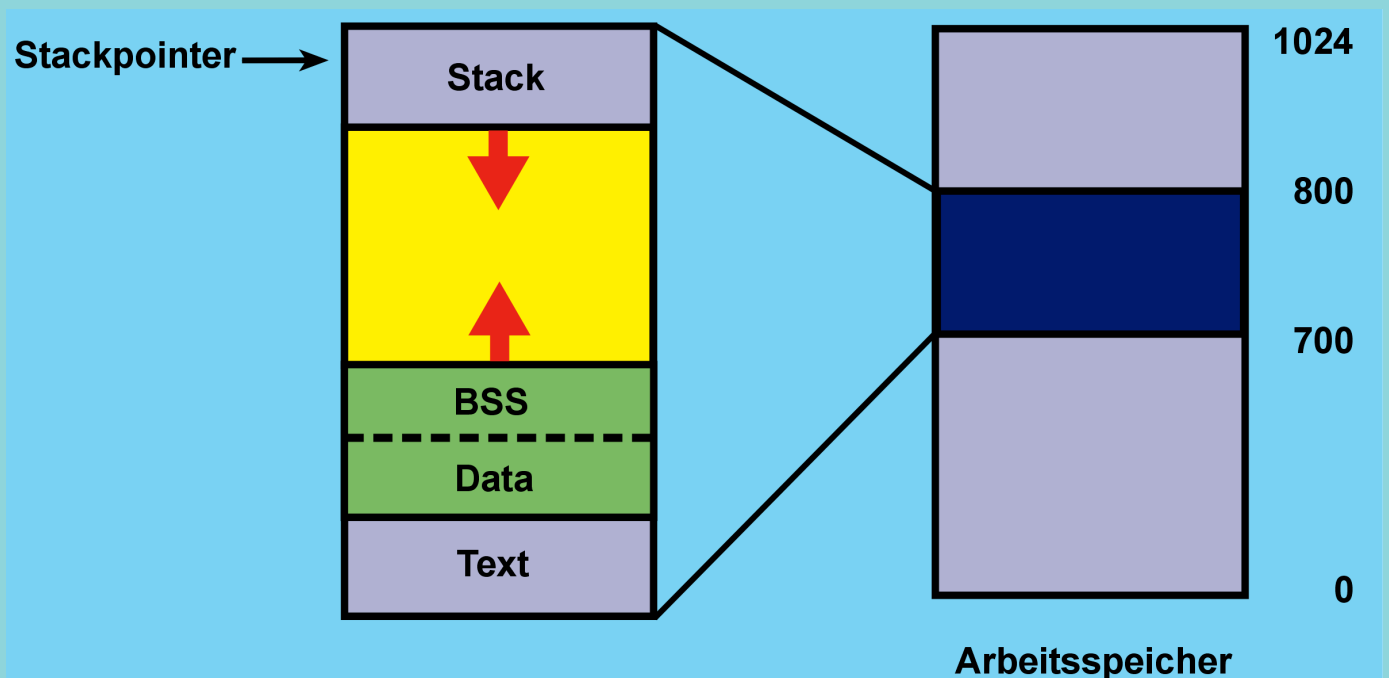 Stackpointer
Stack
BSS
Data
Text
1024
800
700
0
Arbeitsspeicher